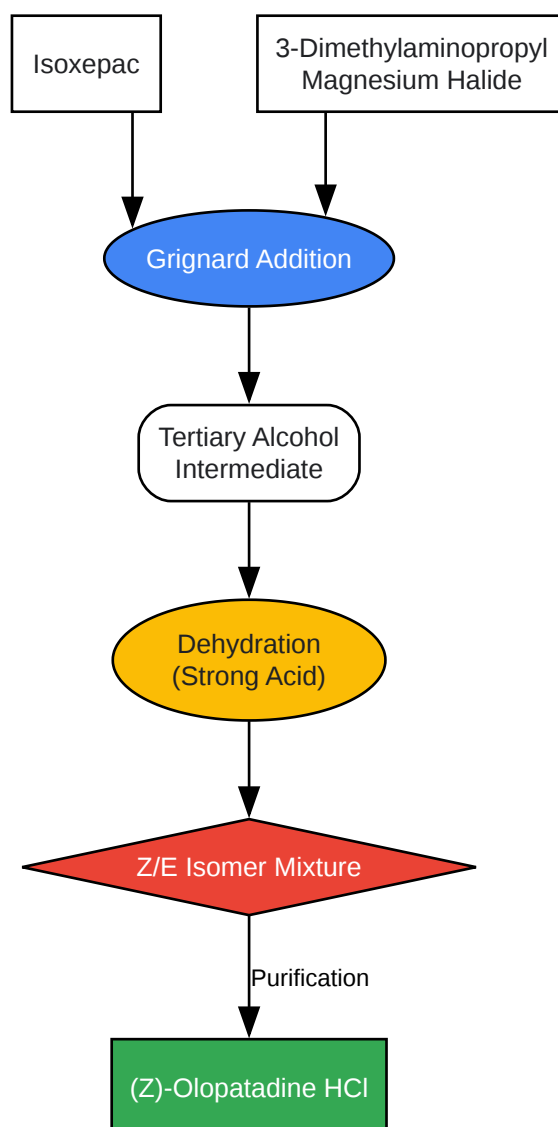 Isoxepac
3-Dimethylaminopropyl
Magnesium Halide
Grignard Addition
Tertiary Alcohol
Intermediate
Dehydration
(Strong Acid)
Z/E Isomer Mixture
Purification
(Z)-Olopatadine HCl